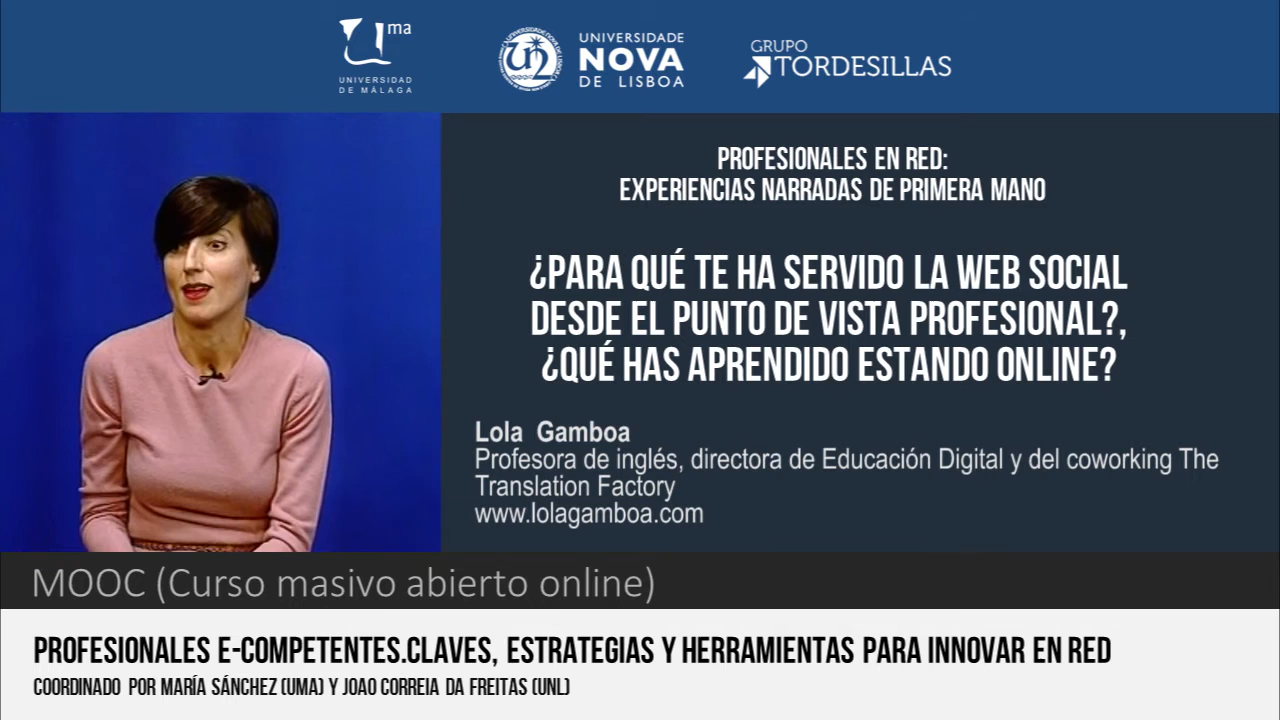 uma
UNIVERSIDAD
DE MÁLAGA
UNIVERSIDADE
NOVA
DE LISBOA
GRUPO
TORDESILLAS
PROFESIONALES EN RED:
EXPERIENCIAS NARRADAS DE PRIMERA MANO
¿PARA QUÉ TE HA SERVIDO LA WEB SOCIAL
DESDE EL PUNTO DE VISTA PROFESIONAL?,
¿QUÉ HAS APRENDIDO ESTANDO ONLINE?
Lola Gamboa
Profesora de inglés, directora de Educación Digital y del coworking The
Translation Factory
www.lolagamboa.com
MOOC (Curso masivo abierto online)
PROFESIONALES E-COMPETENTES.CLAVES, ESTRATEGIAS Y HERRAMIENTAS PARA INNOVAR EN RED
COORDINADO POR MARÍA SÁNCHEZ (UMA) Y JOAO CORREIA DA FREITAS (UNL)